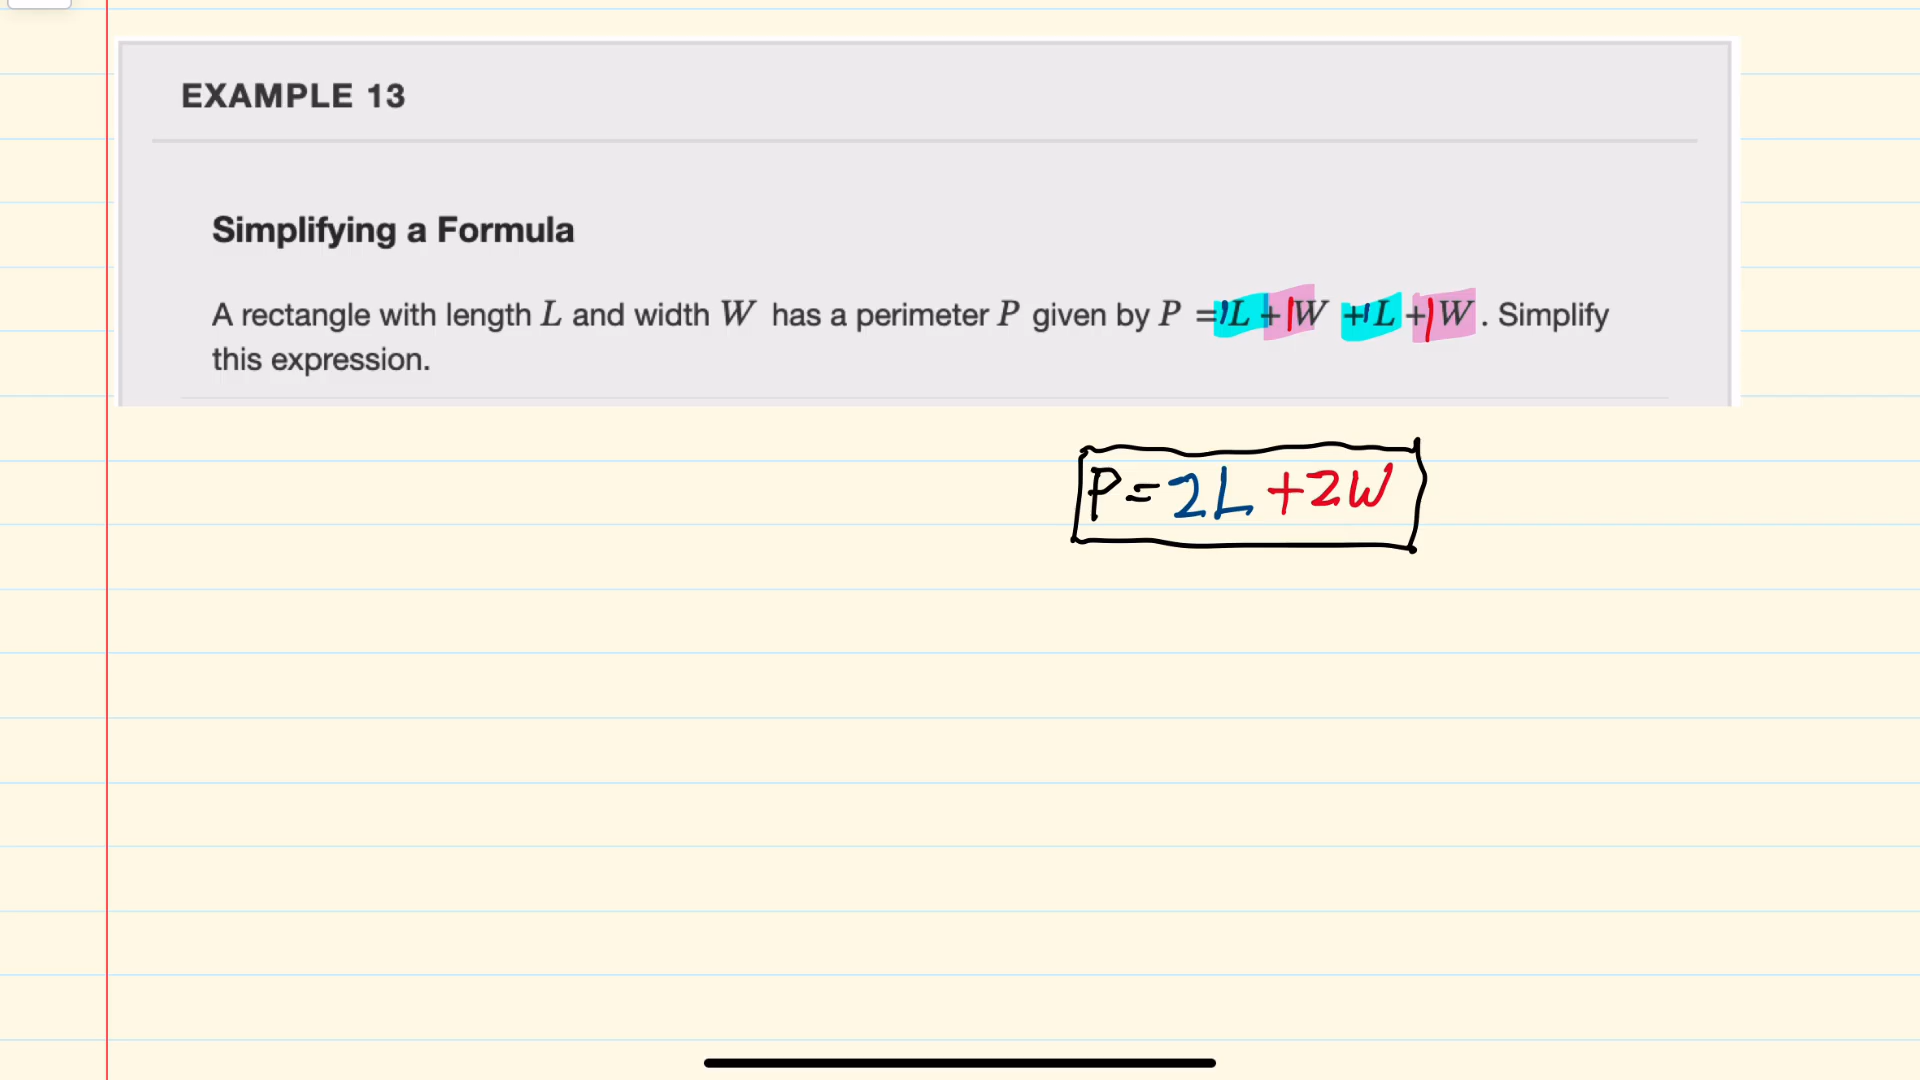 EXAMPLE 13
Simplifying a Formula
A rectangle with length L and width W has a perimeter P given by P = 1L + 1W + 1L + 1W. Simplify
this expression.
P = 2L + 2W